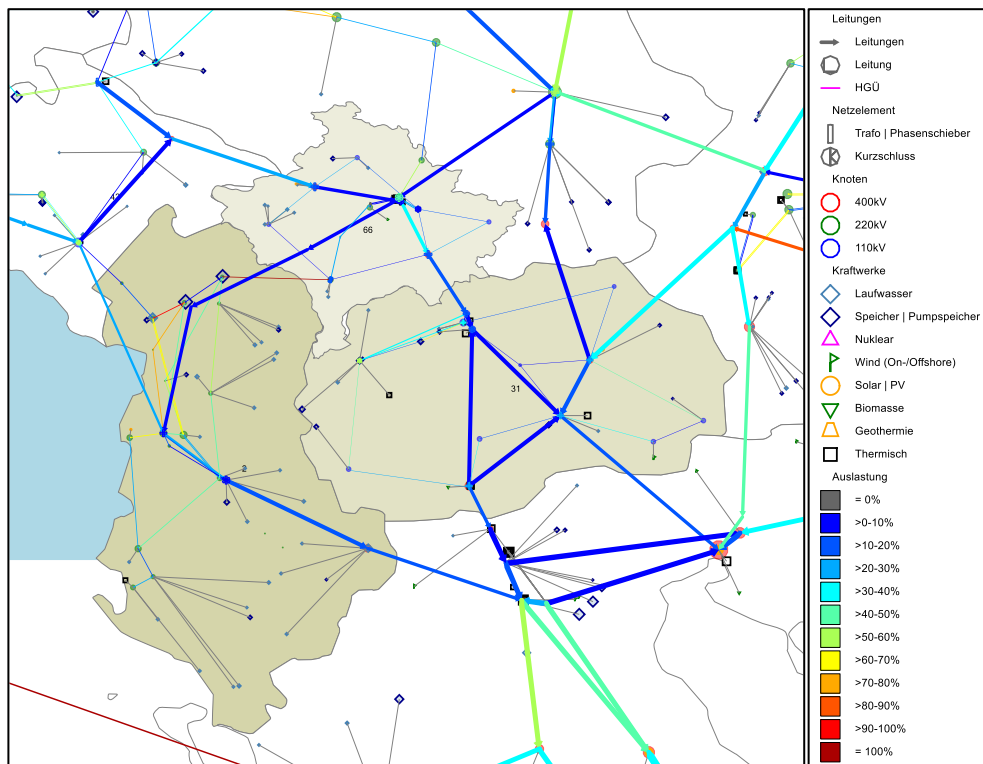 66
31
2
Leitungen
Leitungen
Leitung
HGÜ
Netzelement
Trafo | Phasenschieber
Kurzschluss
Knoten
400kV
220kV
110kV
Kraftwerke
Laufwasser
Speicher | Pumpspeicher
Nuklear
Wind (On-/Offshore)
Solar | PV
Biomasse
Geothermie
Thermisch
Auslastung
= 0%
>0-10%
>10-20%
>20-30%
>30-40%
>40-50%
>50-60%
>60-70%
>70-80%
>80-90%
>90-100%
= 100%